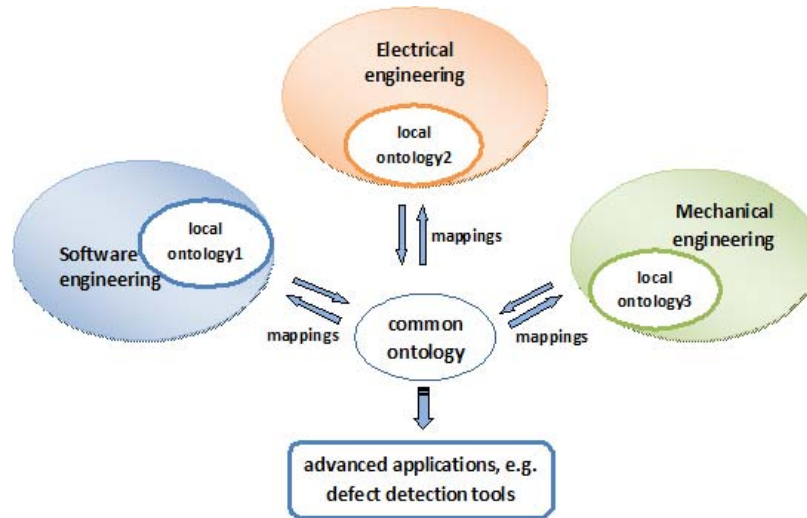 Electrical
engineering
local
ontology2
Software
engineering
local
ontology1
mappings
Mechanical
engineering
local
ontology3
mappings
mappings
common
ontology
advanced applications, e.g.
defect detection tools